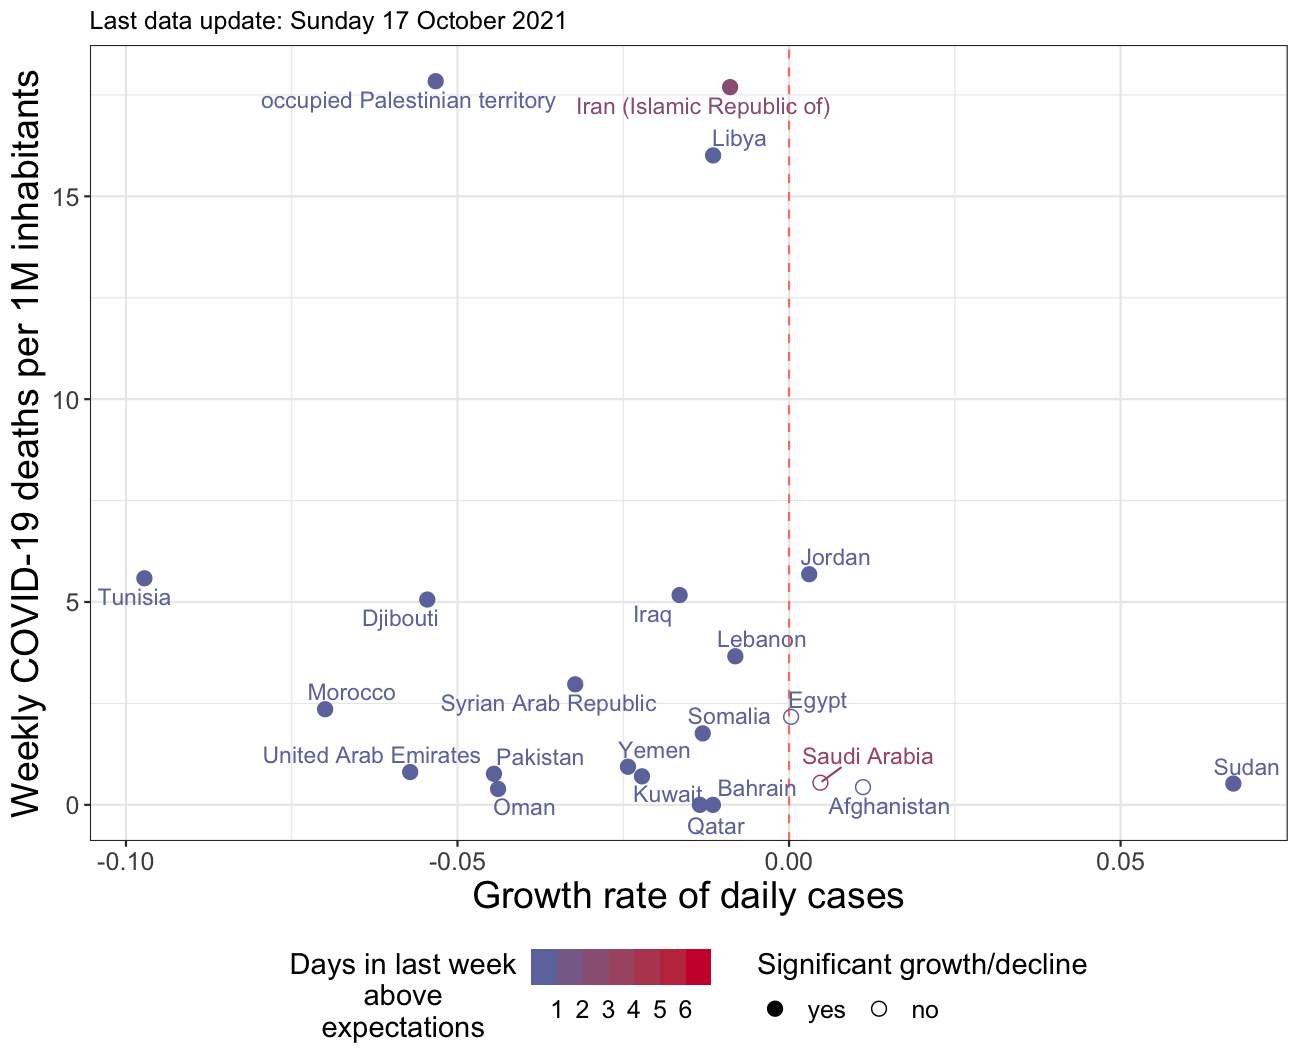 Last data update: Sunday 17 October 2021
Weekly COVID-19 deaths per 1M inhabitants
15
10
5
0
occupied Palestinian territory
Iran (Islamic Republic of)
Libya
Jordan
Tunisia
Djibouti
Iraq
Lebanon
Morocco
Syrian Arab Republic
Egypt
Somalia
United Arab Emirates
Pakistan
Yemen
Saudi Arabia
Sudan
Oman
Kuwait
Bahrain
Afghanistan
Qatar
-0.10
-0.05
0.00
0.05
Growth rate of daily cases
Days in last week
above
expectations
1 2 3 4 5 6
Significant growth/decline
yes
no